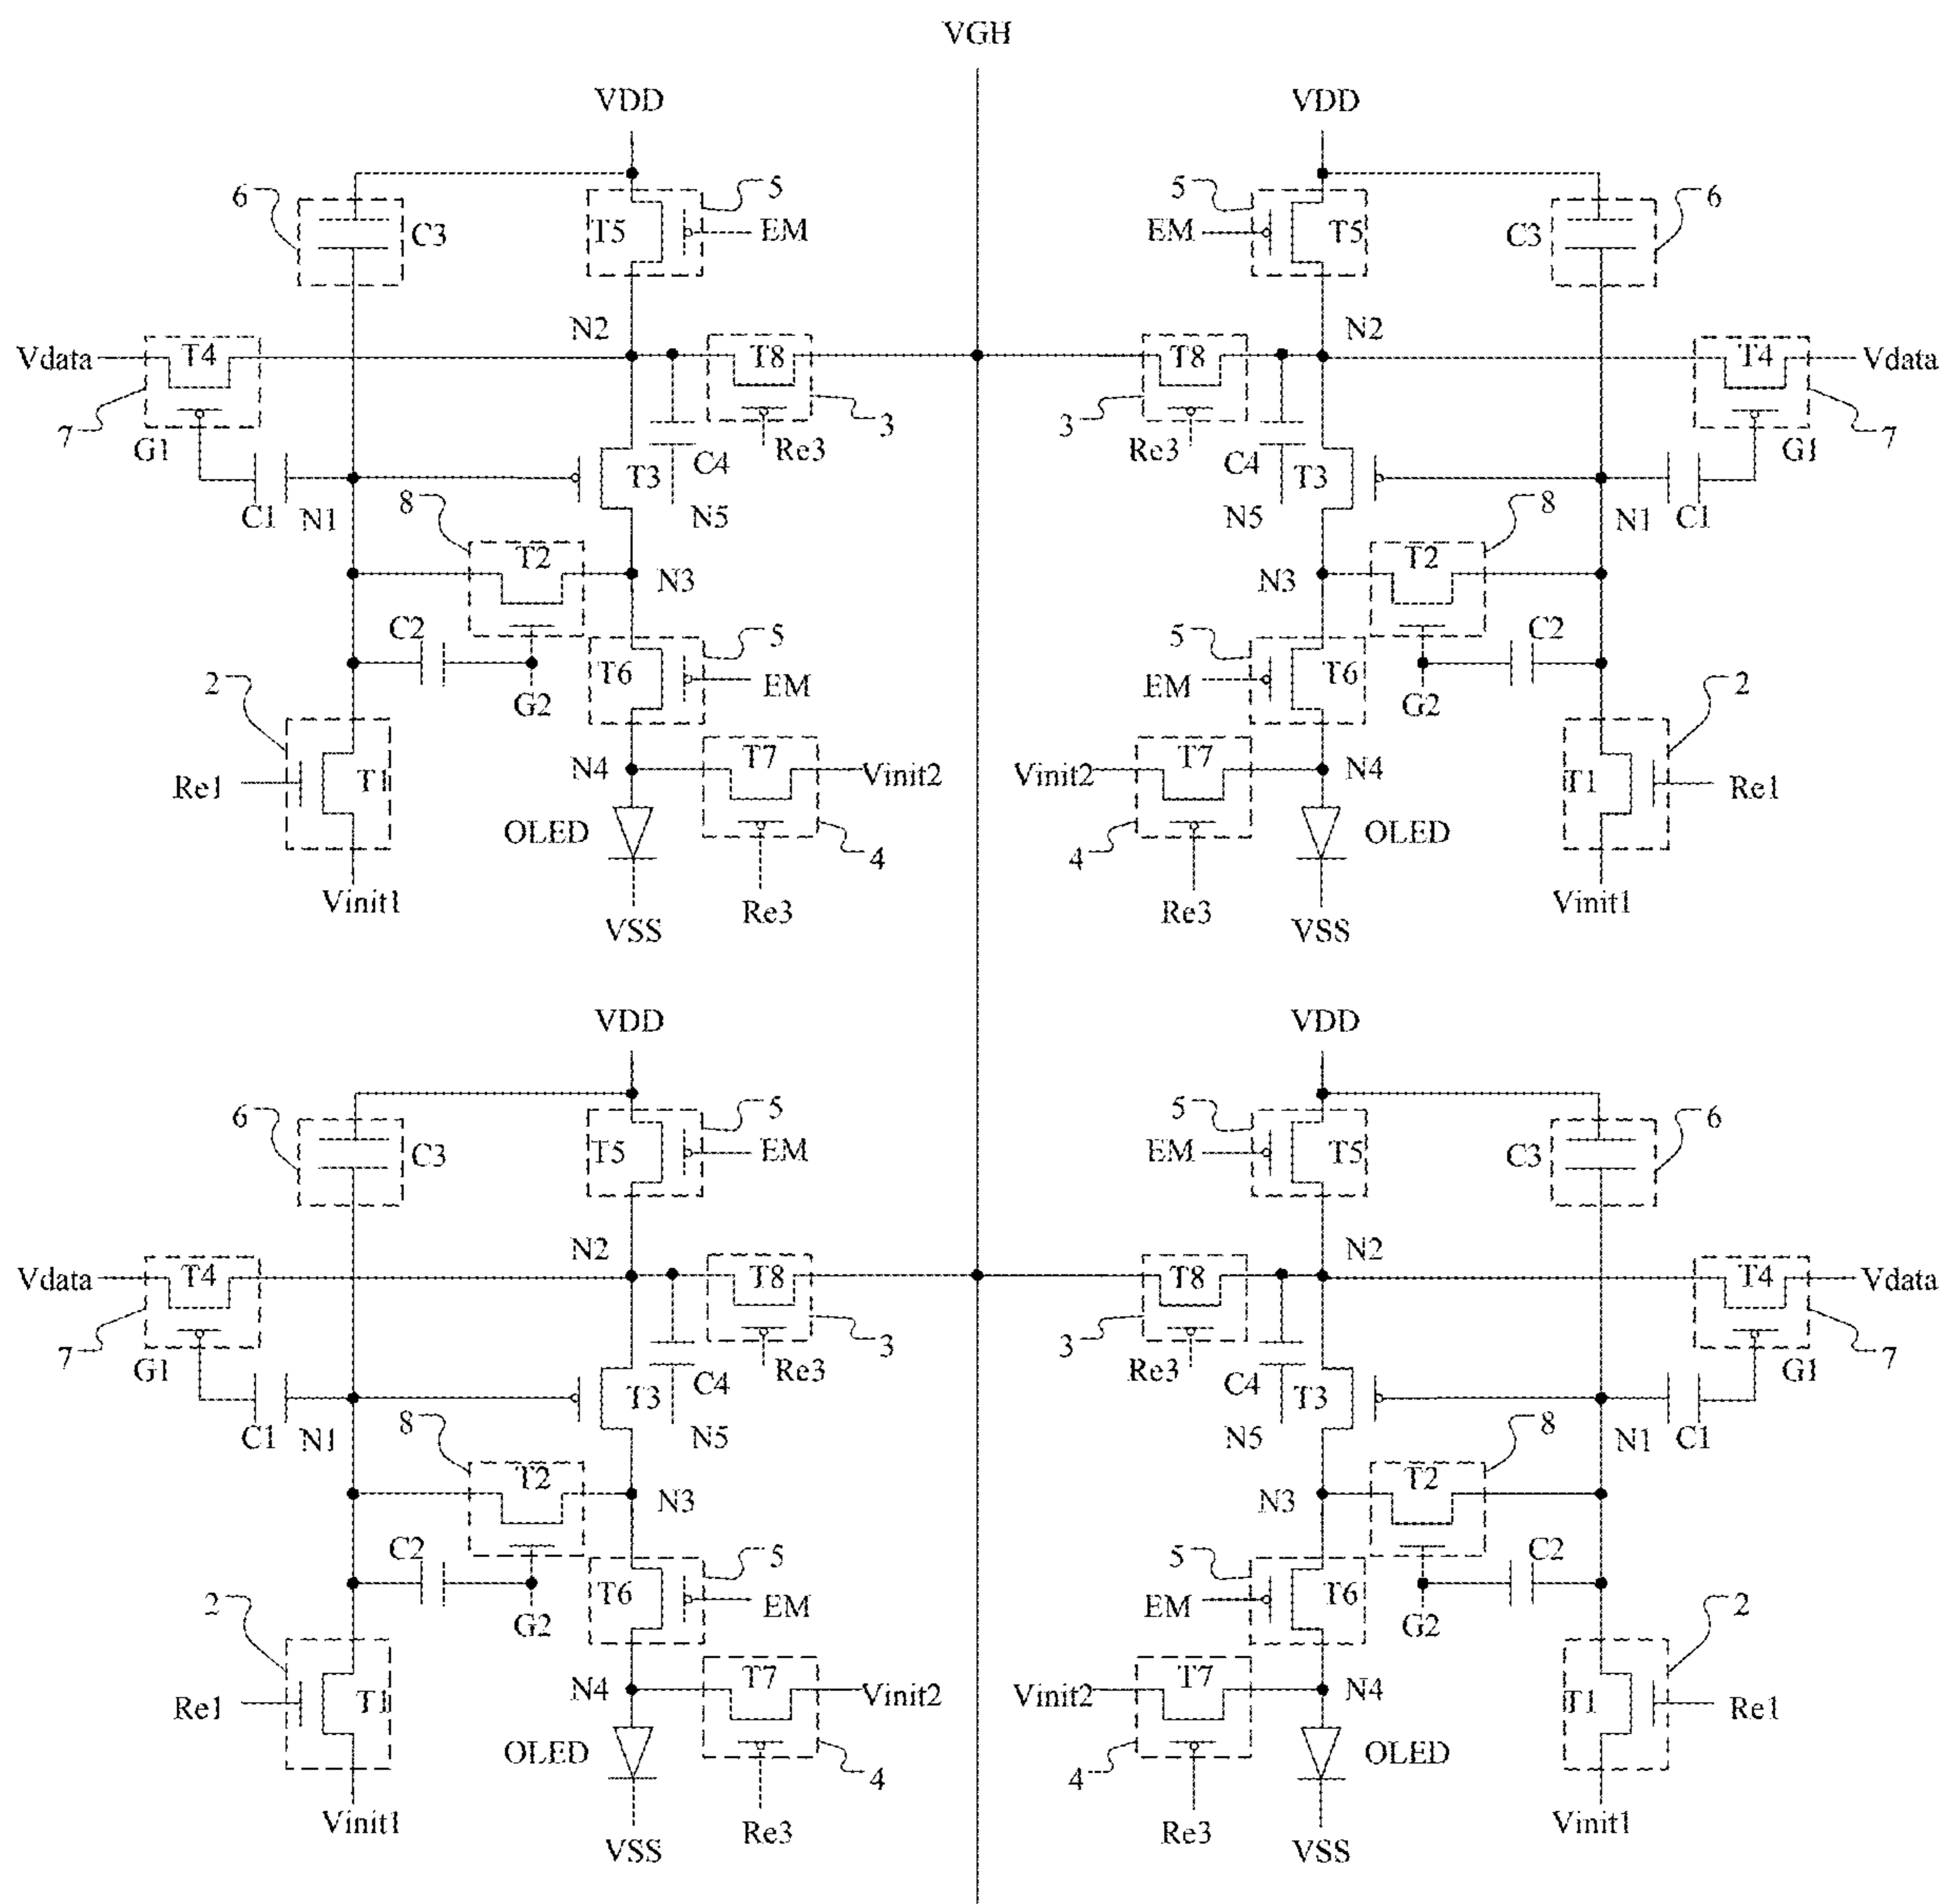 VGH
VDD VDD
6 5 5 6
C3 T5 EM EM T5 C3
N2 N2
Vdata T4 T8 T8 T4 Vdata
7 G1 Re3 3 3 Re3 G1 7
T3 C4 C4 T3
C1 N1 8 N5 N5 8 N1 C1
T2 N3 N3 T2
C2 5 5 C2
2 T6 EM EM T6 2
G2 G2
Re1 T1 N4 T7 Vinit2 Vinit2 T7 N4 T1 Re1
OLED 4 4 OLED
Vinit1 VSS Re3 Re3 VSS Vinit1
VDD VDD
6 5 5 6
C3 T5 EM EM T5 C3
N2 N2
Vdata T4 T8 T8 T4 Vdata
7 G1 Re3 3 3 Re3 G1 7
T3 C4 C4 T3
C1 N1 8 N5 N5 8 N1 C1
T2 N3 N3 T2
C2 5 5 C2
2 T6 EM EM T6 2
G2 G2
Re1 T1 N4 T7 Vinit2 Vinit2 T7 N4 T1 Re1
OLED 4 4 OLED
Vinit1 VSS Re3 Re3 VSS Vinit1